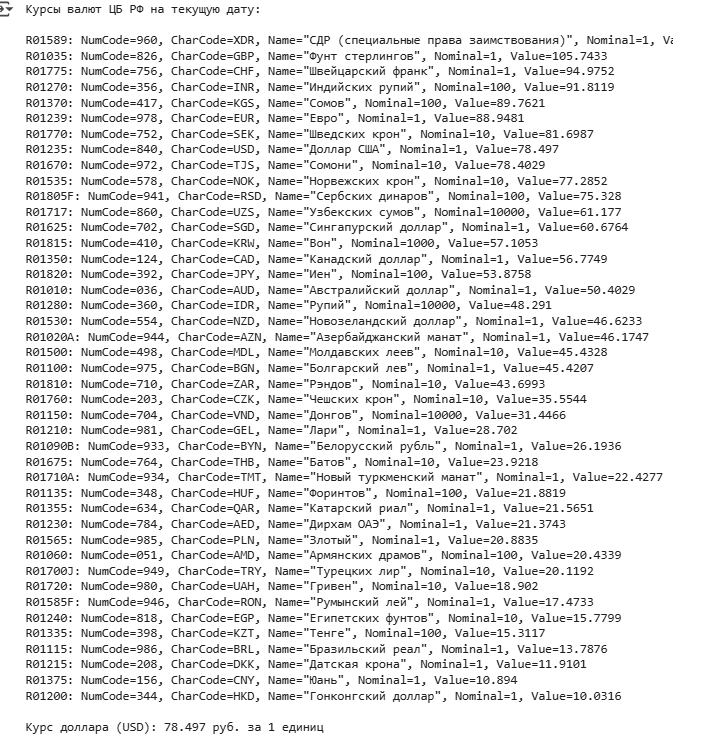 Курсы валют ЦБ РФ на текущую дату:
R01589: NumCode=960, CharCode=XDR, Name="СДР (специальные права заимствования)", Nominal=1, Va
R01035: NumCode=826, CharCode=GBP, Name="Фунт стерлингов", Nominal=1, Value=105.7433
R01775: NumCode=756, CharCode=CHF, Name="Швейцарский франк", Nominal=1, Value=94.9752
R01270: NumCode=356, CharCode=INR, Name="Индийских рупий", Nominal=100, Value=91.8119
R01370: NumCode=417, CharCode=KGS, Name="Сомов", Nominal=100, Value=89.7621
R01239: NumCode=978, CharCode=EUR, Name="Евро", Nominal=1, Value=88.9481
R01770: NumCode=752, CharCode=SEK, Name="Шведских крон", Nominal=10, Value=81.6987
R01235: NumCode=840, CharCode=USD, Name="Доллар США", Nominal=1, Value=78.497
R01670: NumCode=972, CharCode=TJS, Name="Сомони", Nominal=10, Value=78.4029
R01535: NumCode=578, CharCode=NOK, Name="Норвежских крон", Nominal=10, Value=77.2852
R01805F: NumCode=941, CharCode=RSD, Name="Сербских динаров", Nominal=100, Value=75.328
R01717: NumCode=860, CharCode=UZS, Name="Узбекских сумов", Nominal=10000, Value=61.177
R01625: NumCode=702, CharCode=SGD, Name="Сингапурский доллар", Nominal=1, Value=60.6764
R01815: NumCode=410, CharCode=KRW, Name="Вон", Nominal=1000, Value=57.1053
R01350: NumCode=124, CharCode=CAD, Name="Канадский доллар", Nominal=1, Value=56.7749
R01820: NumCode=392, CharCode=JPY, Name="Иен", Nominal=100, Value=53.8758
R01010: NumCode=036, CharCode=AUD, Name="Австралийский доллар", Nominal=1, Value=50.4029
R01280: NumCode=360, CharCode=IDR, Name="Рупий", Nominal=10000, Value=48.291
R01530: NumCode=554, CharCode=NZD, Name="Новозеландский доллар", Nominal=1, Value=46.6233
R01020A: NumCode=944, CharCode=AZN, Name="Азербайджанский манат", Nominal=1, Value=46.1747
R01500: NumCode=498, CharCode=MDL, Name="Молдавских леев", Nominal=10, Value=45.4328
R01100: NumCode=975, CharCode=BGN, Name="Болгарский лев", Nominal=1, Value=45.4207
R01810: NumCode=710, CharCode=ZAR, Name="Рэндов", Nominal=10, Value=43.6993
R01760: NumCode=203, CharCode=CZK, Name="Чешских крон", Nominal=10, Value=35.5544
R01150: NumCode=704, CharCode=VND, Name="Донгов", Nominal=10000, Value=31.4466
R01210: NumCode=981, CharCode=GEL, Name="Лари", Nominal=1, Value=28.702
R01090B: NumCode=933, CharCode=BYN, Name="Белорусский рубль", Nominal=1, Value=26.1936
R01675: NumCode=764, CharCode=THB, Name="Батов", Nominal=10, Value=23.9218
R01710A: NumCode=934, CharCode=TMT, Name="Новый туркменский манат", Nominal=1, Value=22.4277
R01135: NumCode=348, CharCode=HUF, Name="Форинтов", Nominal=100, Value=21.8819
R01355: NumCode=634, CharCode=QAR, Name="Катарский риал", Nominal=1, Value=21.5651
R01230: NumCode=784, CharCode=AED, Name="Дирхам ОАЭ", Nominal=1, Value=21.3743
R01565: NumCode=985, CharCode=PLN, Name="Злотый", Nominal=1, Value=20.8835
R01060: NumCode=051, CharCode=AMD, Name="Армянских драмов", Nominal=100, Value=20.4339
R01700J: NumCode=949, CharCode=TRY, Name="Турецких лир", Nominal=10, Value=20.1192
R01720: NumCode=980, CharCode=UAH, Name="Гривен", Nominal=10, Value=18.902
R01585F: NumCode=946, CharCode=RON, Name="Румынский лей", Nominal=1, Value=17.4733
R01240: NumCode=818, CharCode=EGP, Name="Египетских фунтов", Nominal=10, Value=15.7799
R01335: NumCode=398, CharCode=KZT, Name="Тенге", Nominal=100, Value=15.3117
R01115: NumCode=986, CharCode=BRL, Name="Бразильский реал", Nominal=1, Value=13.7876
R01215: NumCode=208, CharCode=DKK, Name="Датская крона", Nominal=1, Value=11.9101
R01375: NumCode=156, CharCode=CNY, Name="Юань", Nominal=1, Value=10.894
R01200: NumCode=344, CharCode=HKD, Name="Гонконгский доллар", Nominal=1, Value=10.0316
Курс доллара (USD): 78.497 руб. за 1 единиц